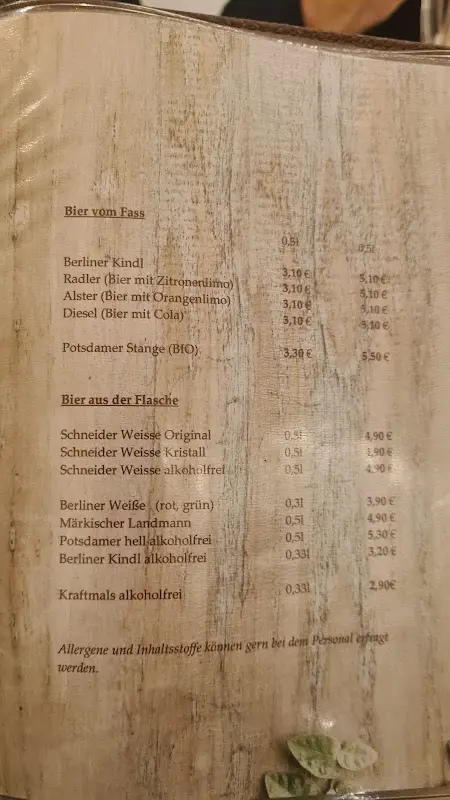 Bier vom Fass
0,5l 0,5l
Berliner Kindl 3,10 € 5,10 €
Radler (Bier mit Zitronenlimo) 3,10 € 5,10 €
Alster (Bier mit Orangenlimo) 3,10 € 5,10 €
Diesel (Bier mit Cola) 3,10 € 5,10 €
Potsdamer Stange (BIO) 3,30 € 5,50 €
Bier aus der Flasche
Schneider Weisse Original 0,5l 4,90 €
Schneider Weisse Kristall 0,5l 4,90 €
Schneider Weisse alkoholfrei 0,5l 4,90 €
Berliner Weiße (rot, grün) 0,3l 3,90 €
Märkischer Landmann 0,5l 4,90 €
Potsdamer hell alkoholfrei 0,5l 5,30 €
Berliner Kindl alkoholfrei 0,33l 3,20 €
Kraftmals alkoholfrei 0,33l 2,90€
Allergene und Inhaltsstoffe können gern bei dem Personal erfragt
werden.